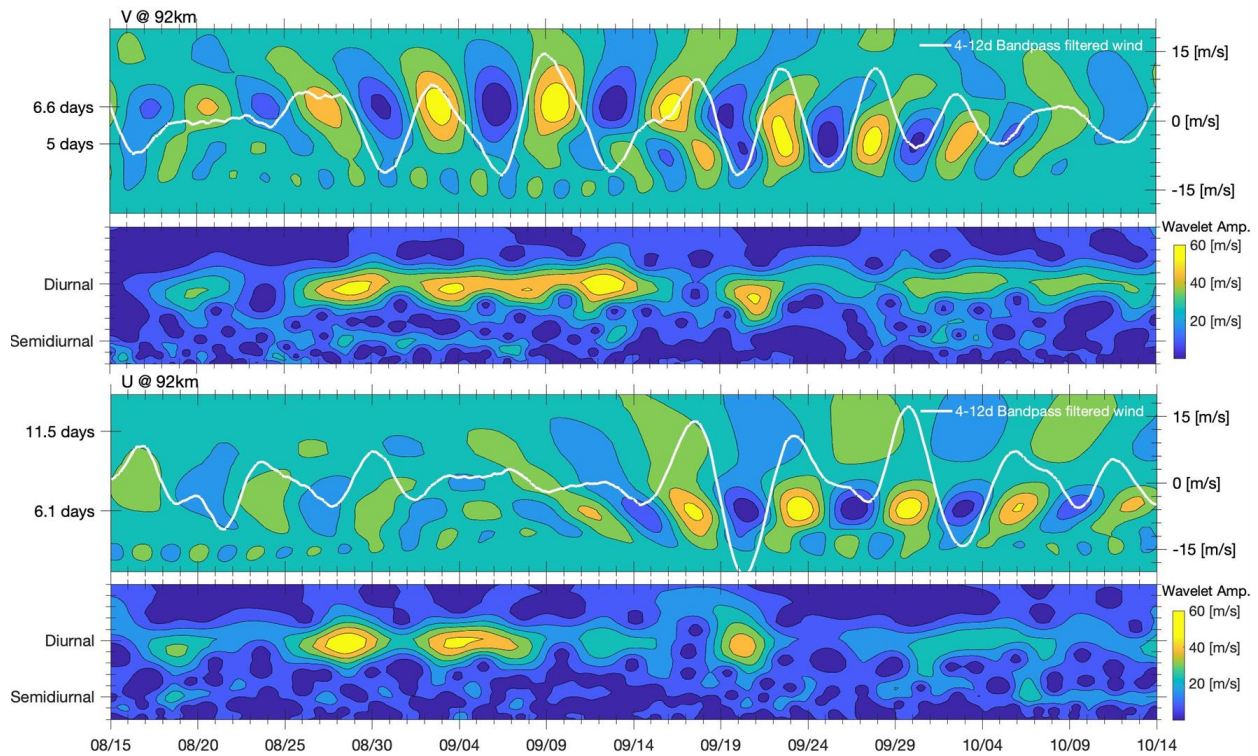 V @ 92km
4-12d Bandpass filtered wind
15 [m/s]
6.6 days
0 [m/s]
5 days
-15 [m/s]
Wavelet Amp.
60 [m/s]
Diurnal
40 [m/s]
20 [m/s]
Semidiurnal
U @ 92km
4-12d Bandpass filtered wind
15 [m/s]
11.5 days
0 [m/s]
6.1 days
-15 [m/s]
Wavelet Amp.
60 [m/s]
Diurnal
40 [m/s]
20 [m/s]
Semidiurnal
08/15 08/20 08/25 08/30 09/04 09/09 09/14 09/19 09/24 09/29 10/04 10/09 10/14